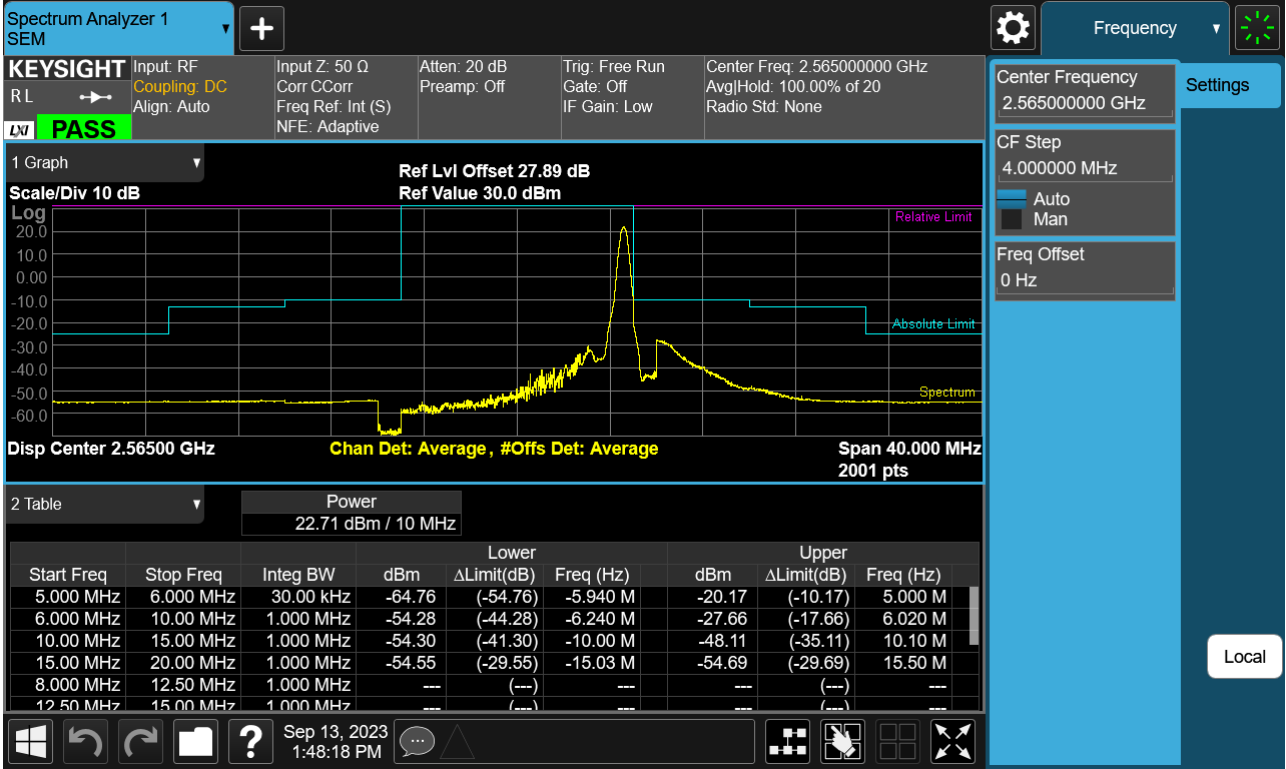 Spectrum Analyzer 1
SEM
Frequency
KEYSIGHT
R L
LXI
PASS
Input: RF
Coupling: DC
Align: Auto
Input Z: 50 Ω
Corr CCorr
Freq Ref: Int (S)
NFE: Adaptive
Atten: 20 dB
Preamp: Off
Trig: Free Run
Gate: Off
IF Gain: Low
Center Freq: 2.565000000 GHz
Avg|Hold: 100.00% of 20
Radio Std: None
Center Frequency
2.565000000 GHz
Settings
CF Step
4.000000 MHz
Auto
Man
Freq Offset
0 Hz
1 Graph
Ref Lvl Offset 27.89 dB
Scale/Div 10 dB
Ref Value 30.0 dBm
Log
Relative Limit
20.0
10.0
0.00
-10.0
-20.0
Absolute Limit
-30.0
-40.0
-50.0
Spectrum
-60.0
Disp Center 2.56500 GHz
Chan Det: Average , #Offs Det: Average
Span 40.000 MHz
2001 pts
2 Table
Power
22.71 dBm / 10 MHz
Lower Upper
Start Freq Stop Freq Integ BW dBm ΔLimit(dB) Freq (Hz) dBm ΔLimit(dB) Freq (Hz)
5.000 MHz 6.000 MHz 30.00 kHz -64.76 (-54.76) -5.940 M -20.17 (-10.17) 5.000 M
6.000 MHz 10.00 MHz 1.000 MHz -54.28 (-44.28) -6.240 M -27.66 (-17.66) 6.020 M
10.00 MHz 15.00 MHz 1.000 MHz -54.30 (-41.30) -10.00 M -48.11 (-35.11) 10.10 M
15.00 MHz 20.00 MHz 1.000 MHz -54.55 (-29.55) -15.03 M -54.69 (-29.69) 15.50 M
8.000 MHz 12.50 MHz 1.000 MHz --- (---) --- --- (---) ---
12.50 MHz 15.00 MHz 1.000 MHz --- (---) --- --- (---) ---
Local
?
Sep 13, 2023
1:48:18 PM